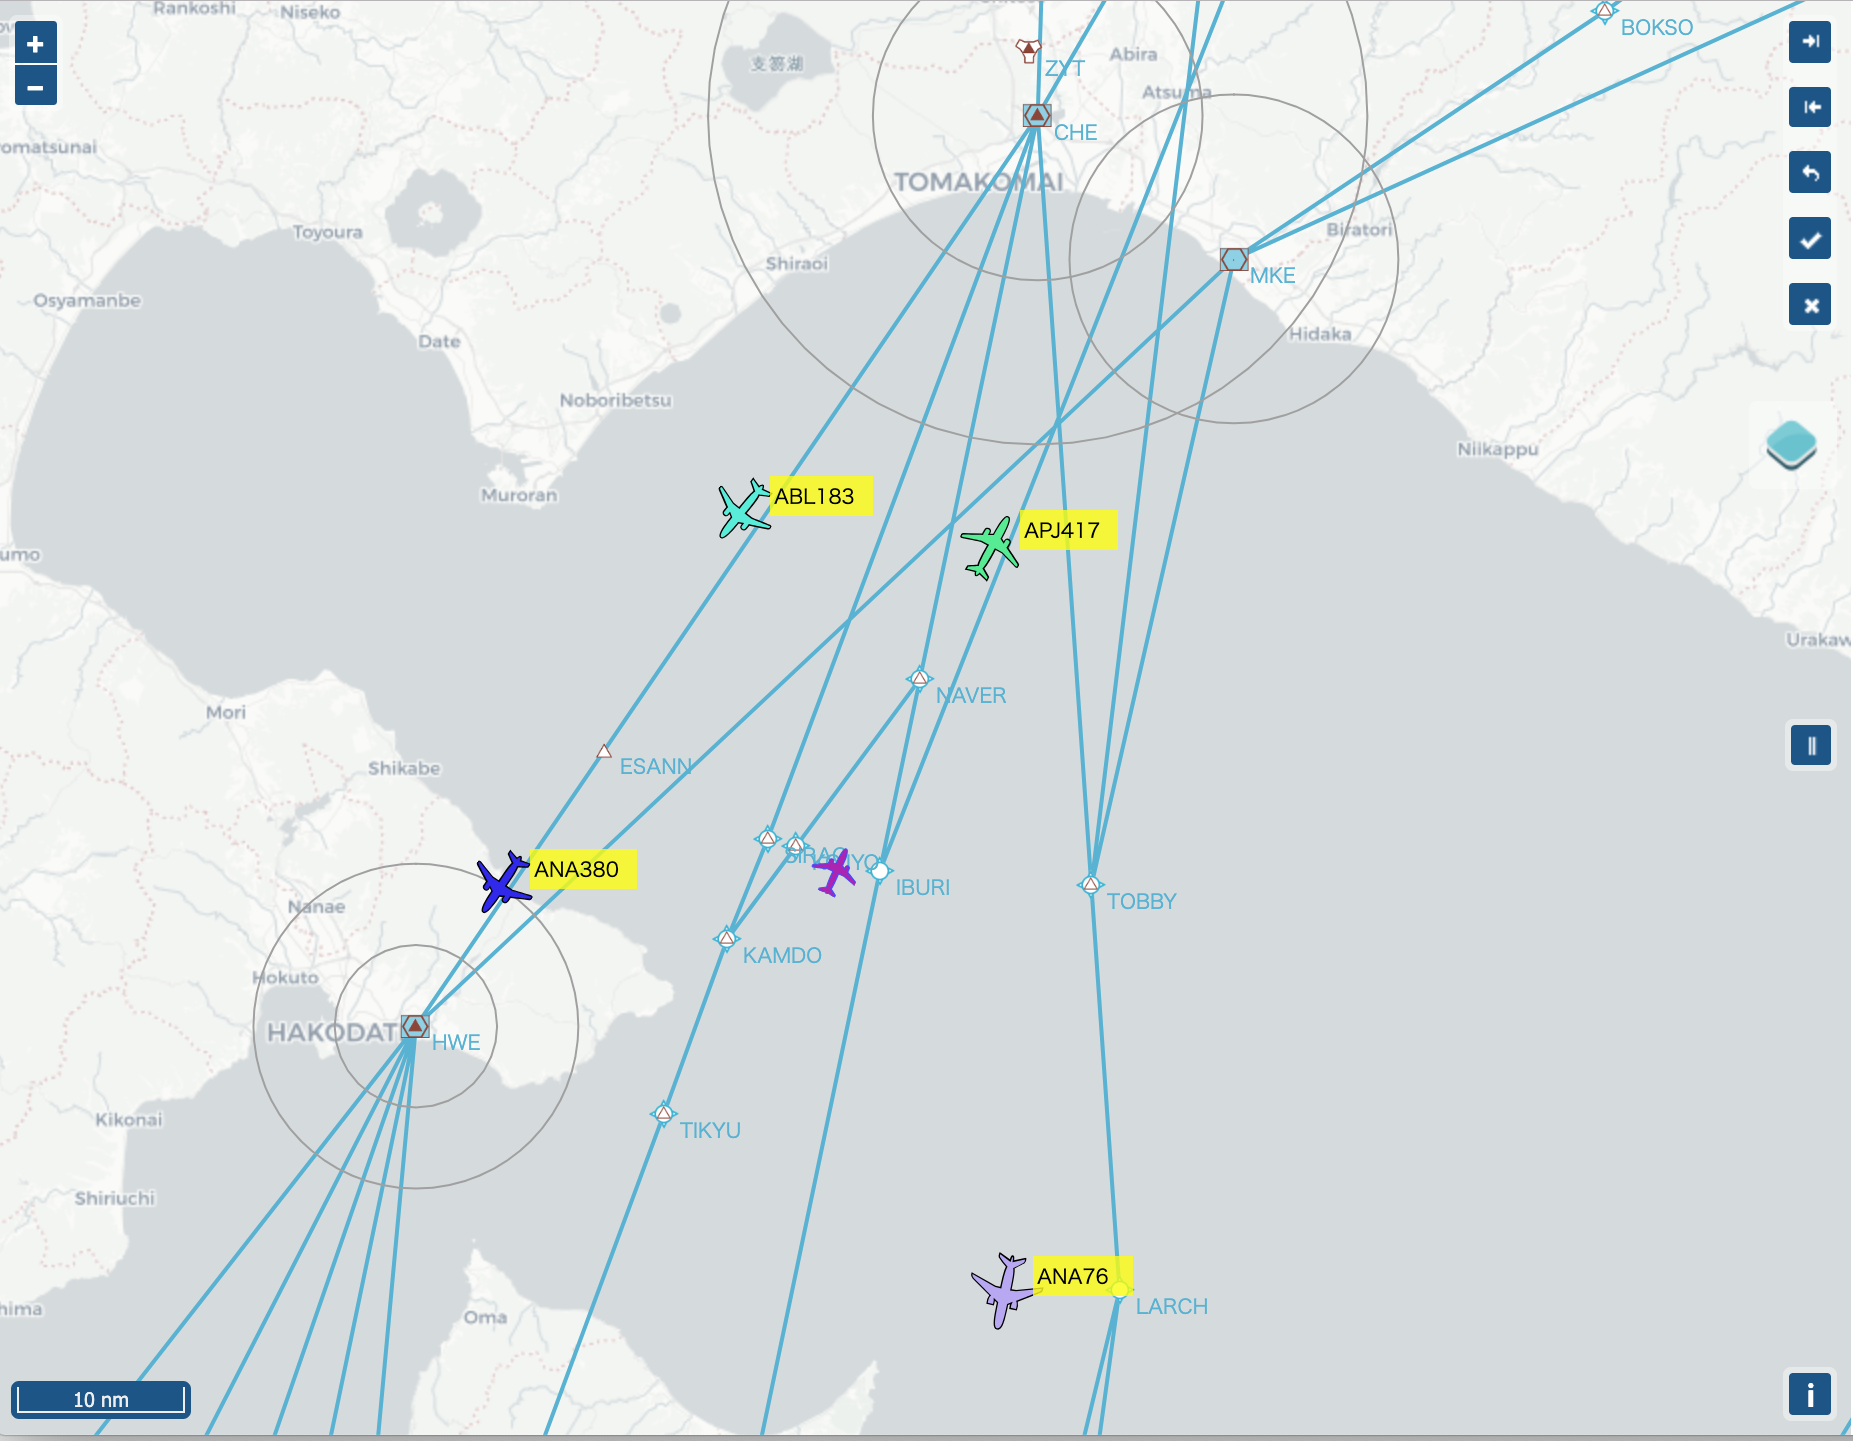 Rankoshi
Niseko
BOKSO
+
支笏湖
ZYT
Abira
Atsuma
−
CHE
omatsunai
TOMAKOMAI
Toyoura
Biratori
Shiraoi
MKE
Osyamanbe
Hidaka
Date
Noboribetsu
Niikappu
Muroran
ABL183
APJ417
umo
Urakaw
NAVER
Mori
ESANN
Shikabe
SIRAO
IYO
ANA380
IBURI
TOBBY
Nanae
KAMDO
Hokuto
HAKODAT
HWE
Kikonai
TIKYU
Shiriuchi
ANA76
LARCH
hima
Oma
10 nm
i